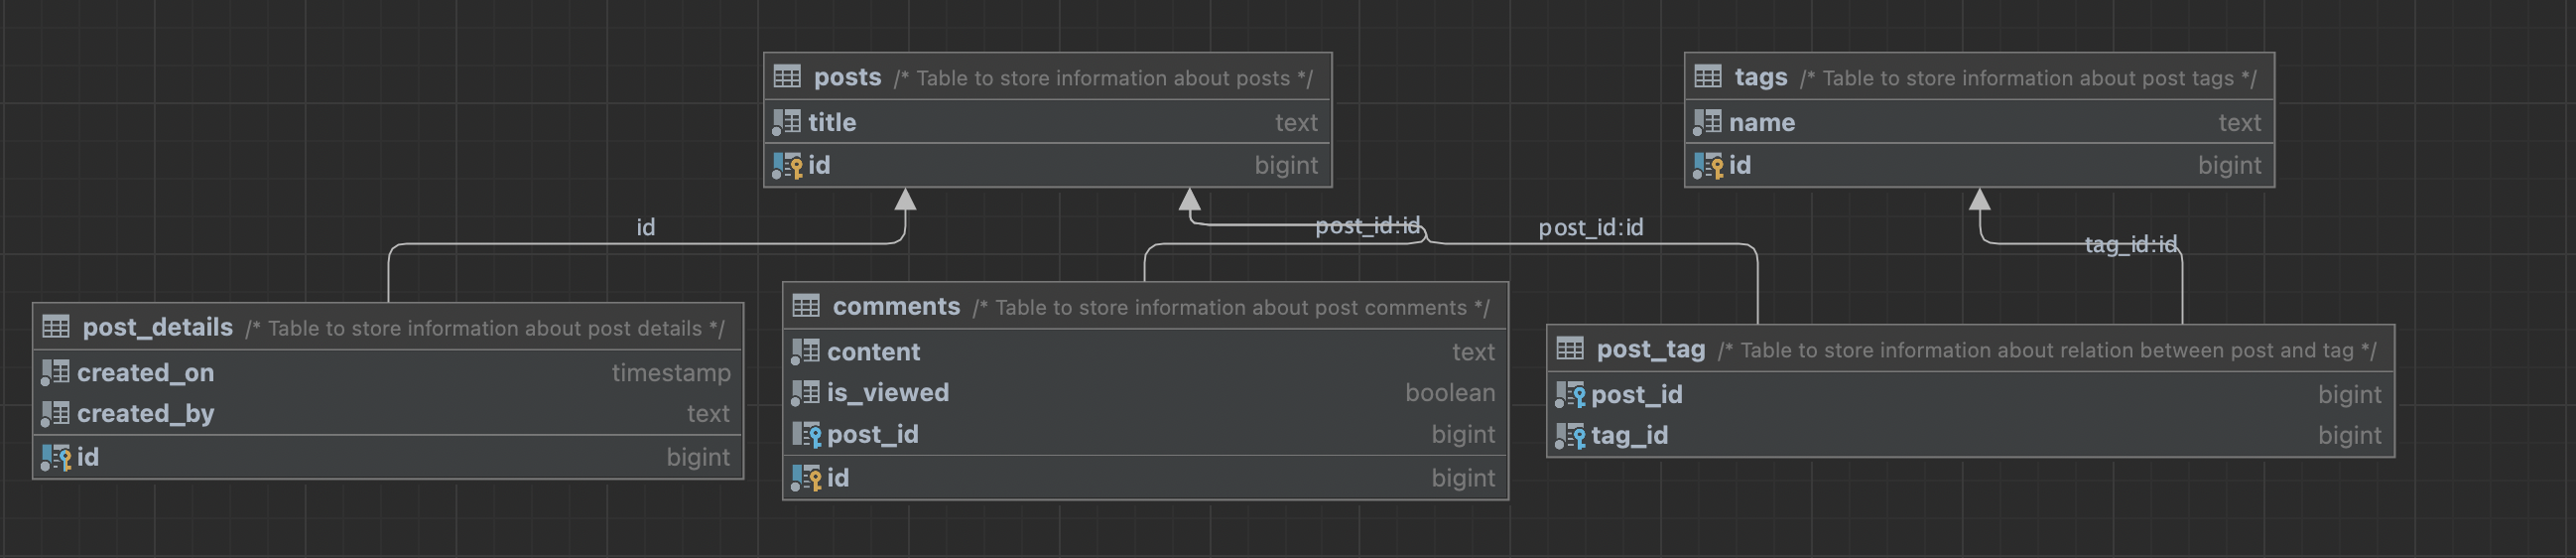 posts /* Table to store information about posts */
title text
id bigint
tags /* Table to store information about post tags */
name text
id bigint
id
post_id:id
post_id:id
tag_id:id
post_details /* Table to store information about post details */
created_on timestamp
created_by text
id bigint
comments /* Table to store information about post comments */
content text
is_viewed boolean
post_id bigint
id bigint
post_tag /* Table to store information about relation between post and tag */
post_id bigint
tag_id bigint